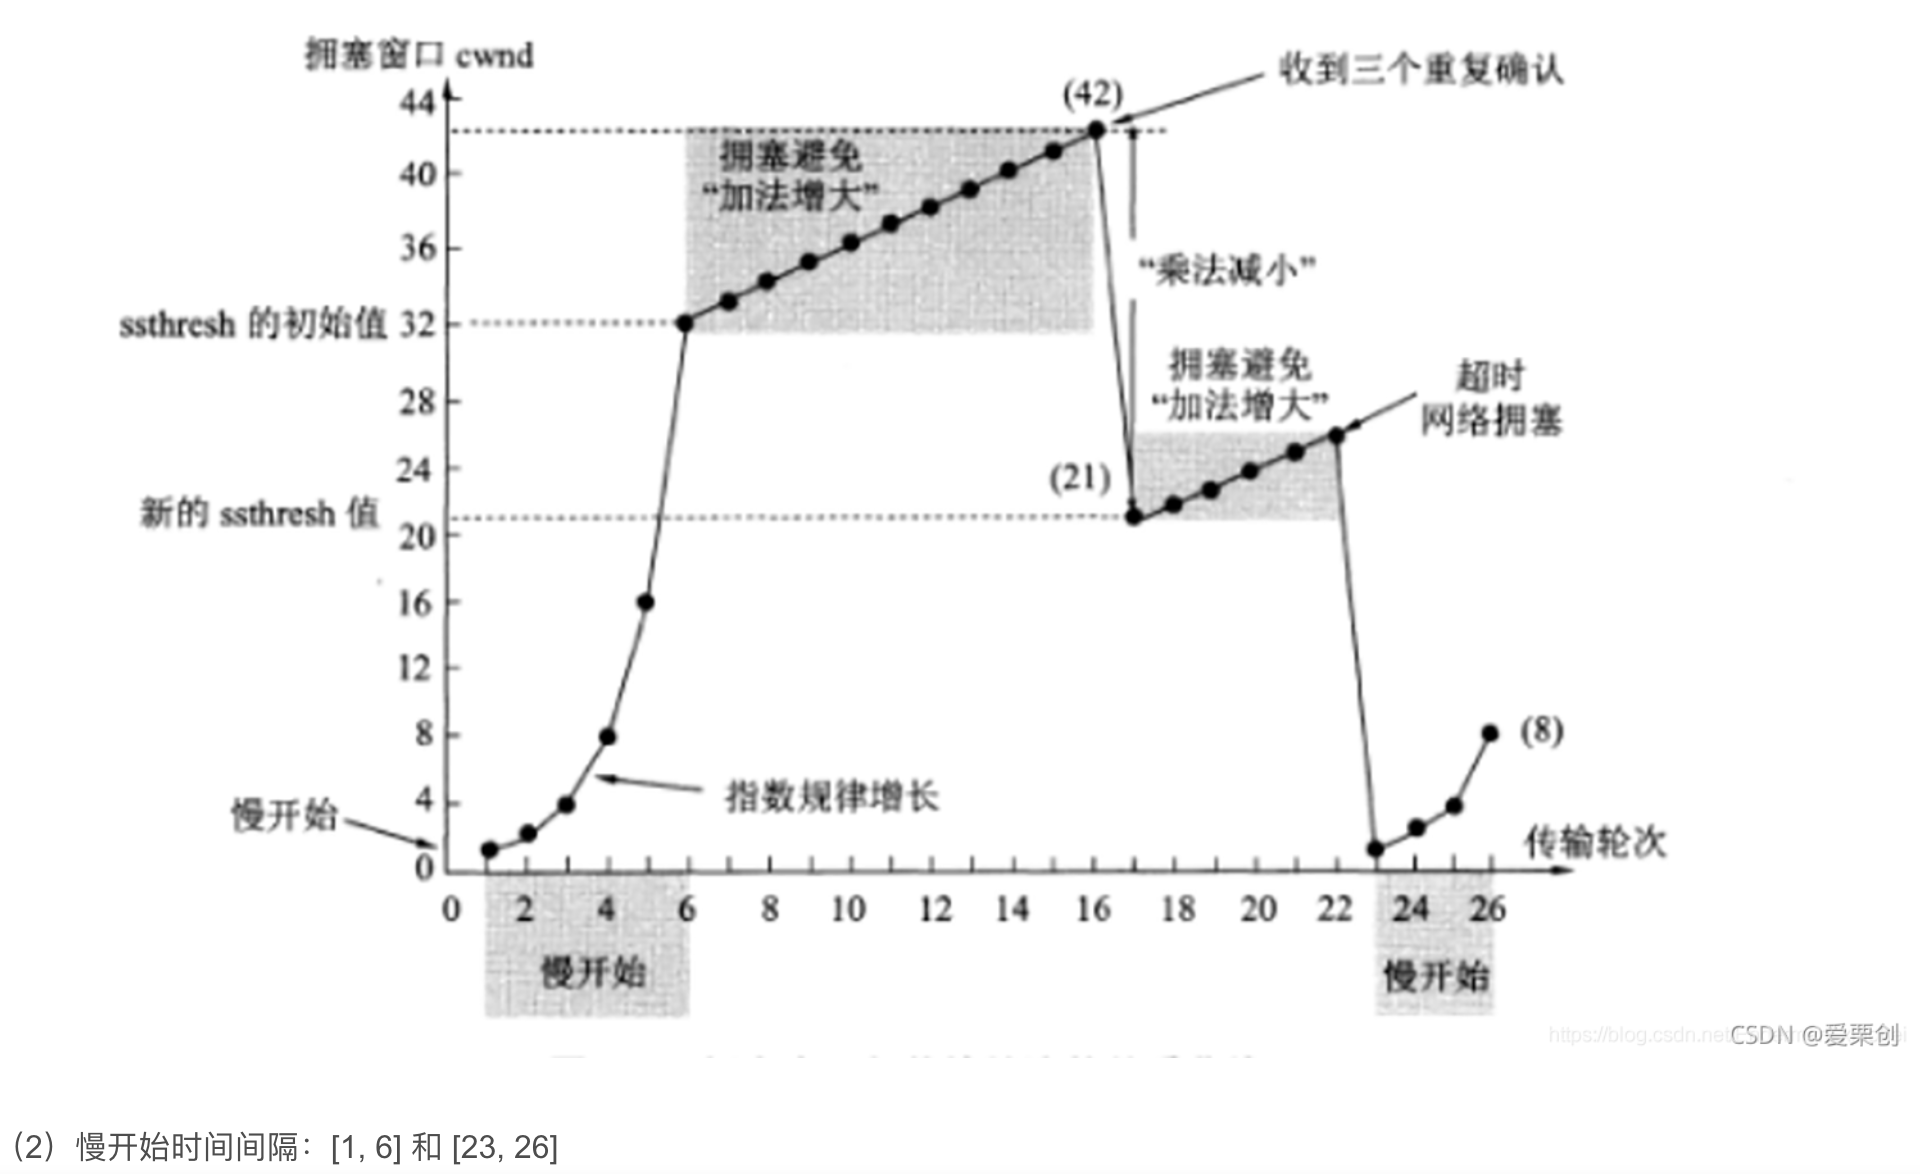 拥塞窗口 cwnd
44
(42)
收到三个重复确认
拥塞避免
“加法增大”
40
36
“乘法减小”
ssthresh 的初始值 32
拥塞避免
“加法增大”
超时
网络拥塞
28
24
(21)
新的 ssthresh 值
20
16
12
8
(8)
指数规律增长
4
慢开始
0
传输轮次
0 2 4 6 8 10 12 14 16 18 20 22 24 26
慢开始
慢开始
CSDN @爱栗创
（2）慢开始时间间隔：[1, 6] 和 [23, 26]